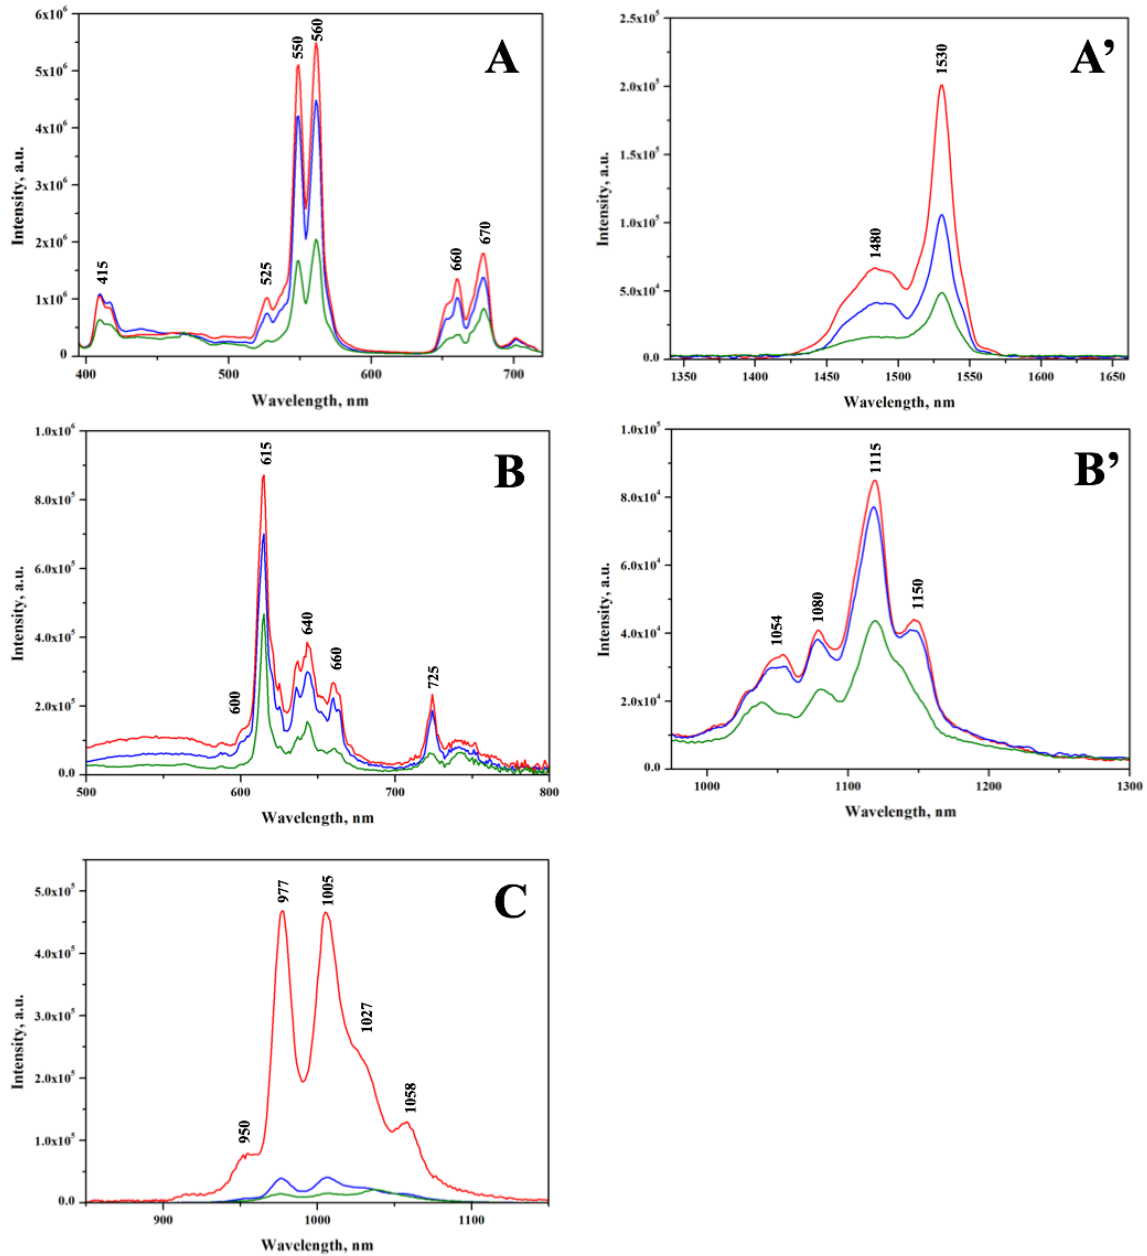 A
6x10⁶
5x10⁶
4x10⁶
3x10⁶
2x10⁶
1x10⁶
0
Intensity, a.u.
415
525
550
560
660
670
400
500
600
700
Wavelength, nm
A’
2.5x10⁵
2.0x10⁵
1.5x10⁵
1.0x10⁵
5.0x10⁴
0.0
Intensity, a.u.
1480
1530
1350
1400
1450
1500
1550
1600
1650
Wavelength, nm
B
1.0x10⁶
8.0x10⁵
6.0x10⁵
4.0x10⁵
2.0x10⁵
0.0
Intensity, a.u.
600
615
640
660
725
500
600
700
800
Wavelength, nm
B’
1.0x10⁵
8.0x10⁴
6.0x10⁴
4.0x10⁴
2.0x10⁴
0.0
Intensity, a.u.
1054
1080
1115
1150
1000
1100
1200
1300
Wavelength, nm
C
5.0x10⁵
4.0x10⁵
3.0x10⁵
2.0x10⁵
1.0x10⁵
0.0
Intensity, a.u.
950
977
1005
1027
1058
900
1000
1100
Wavelength, nm